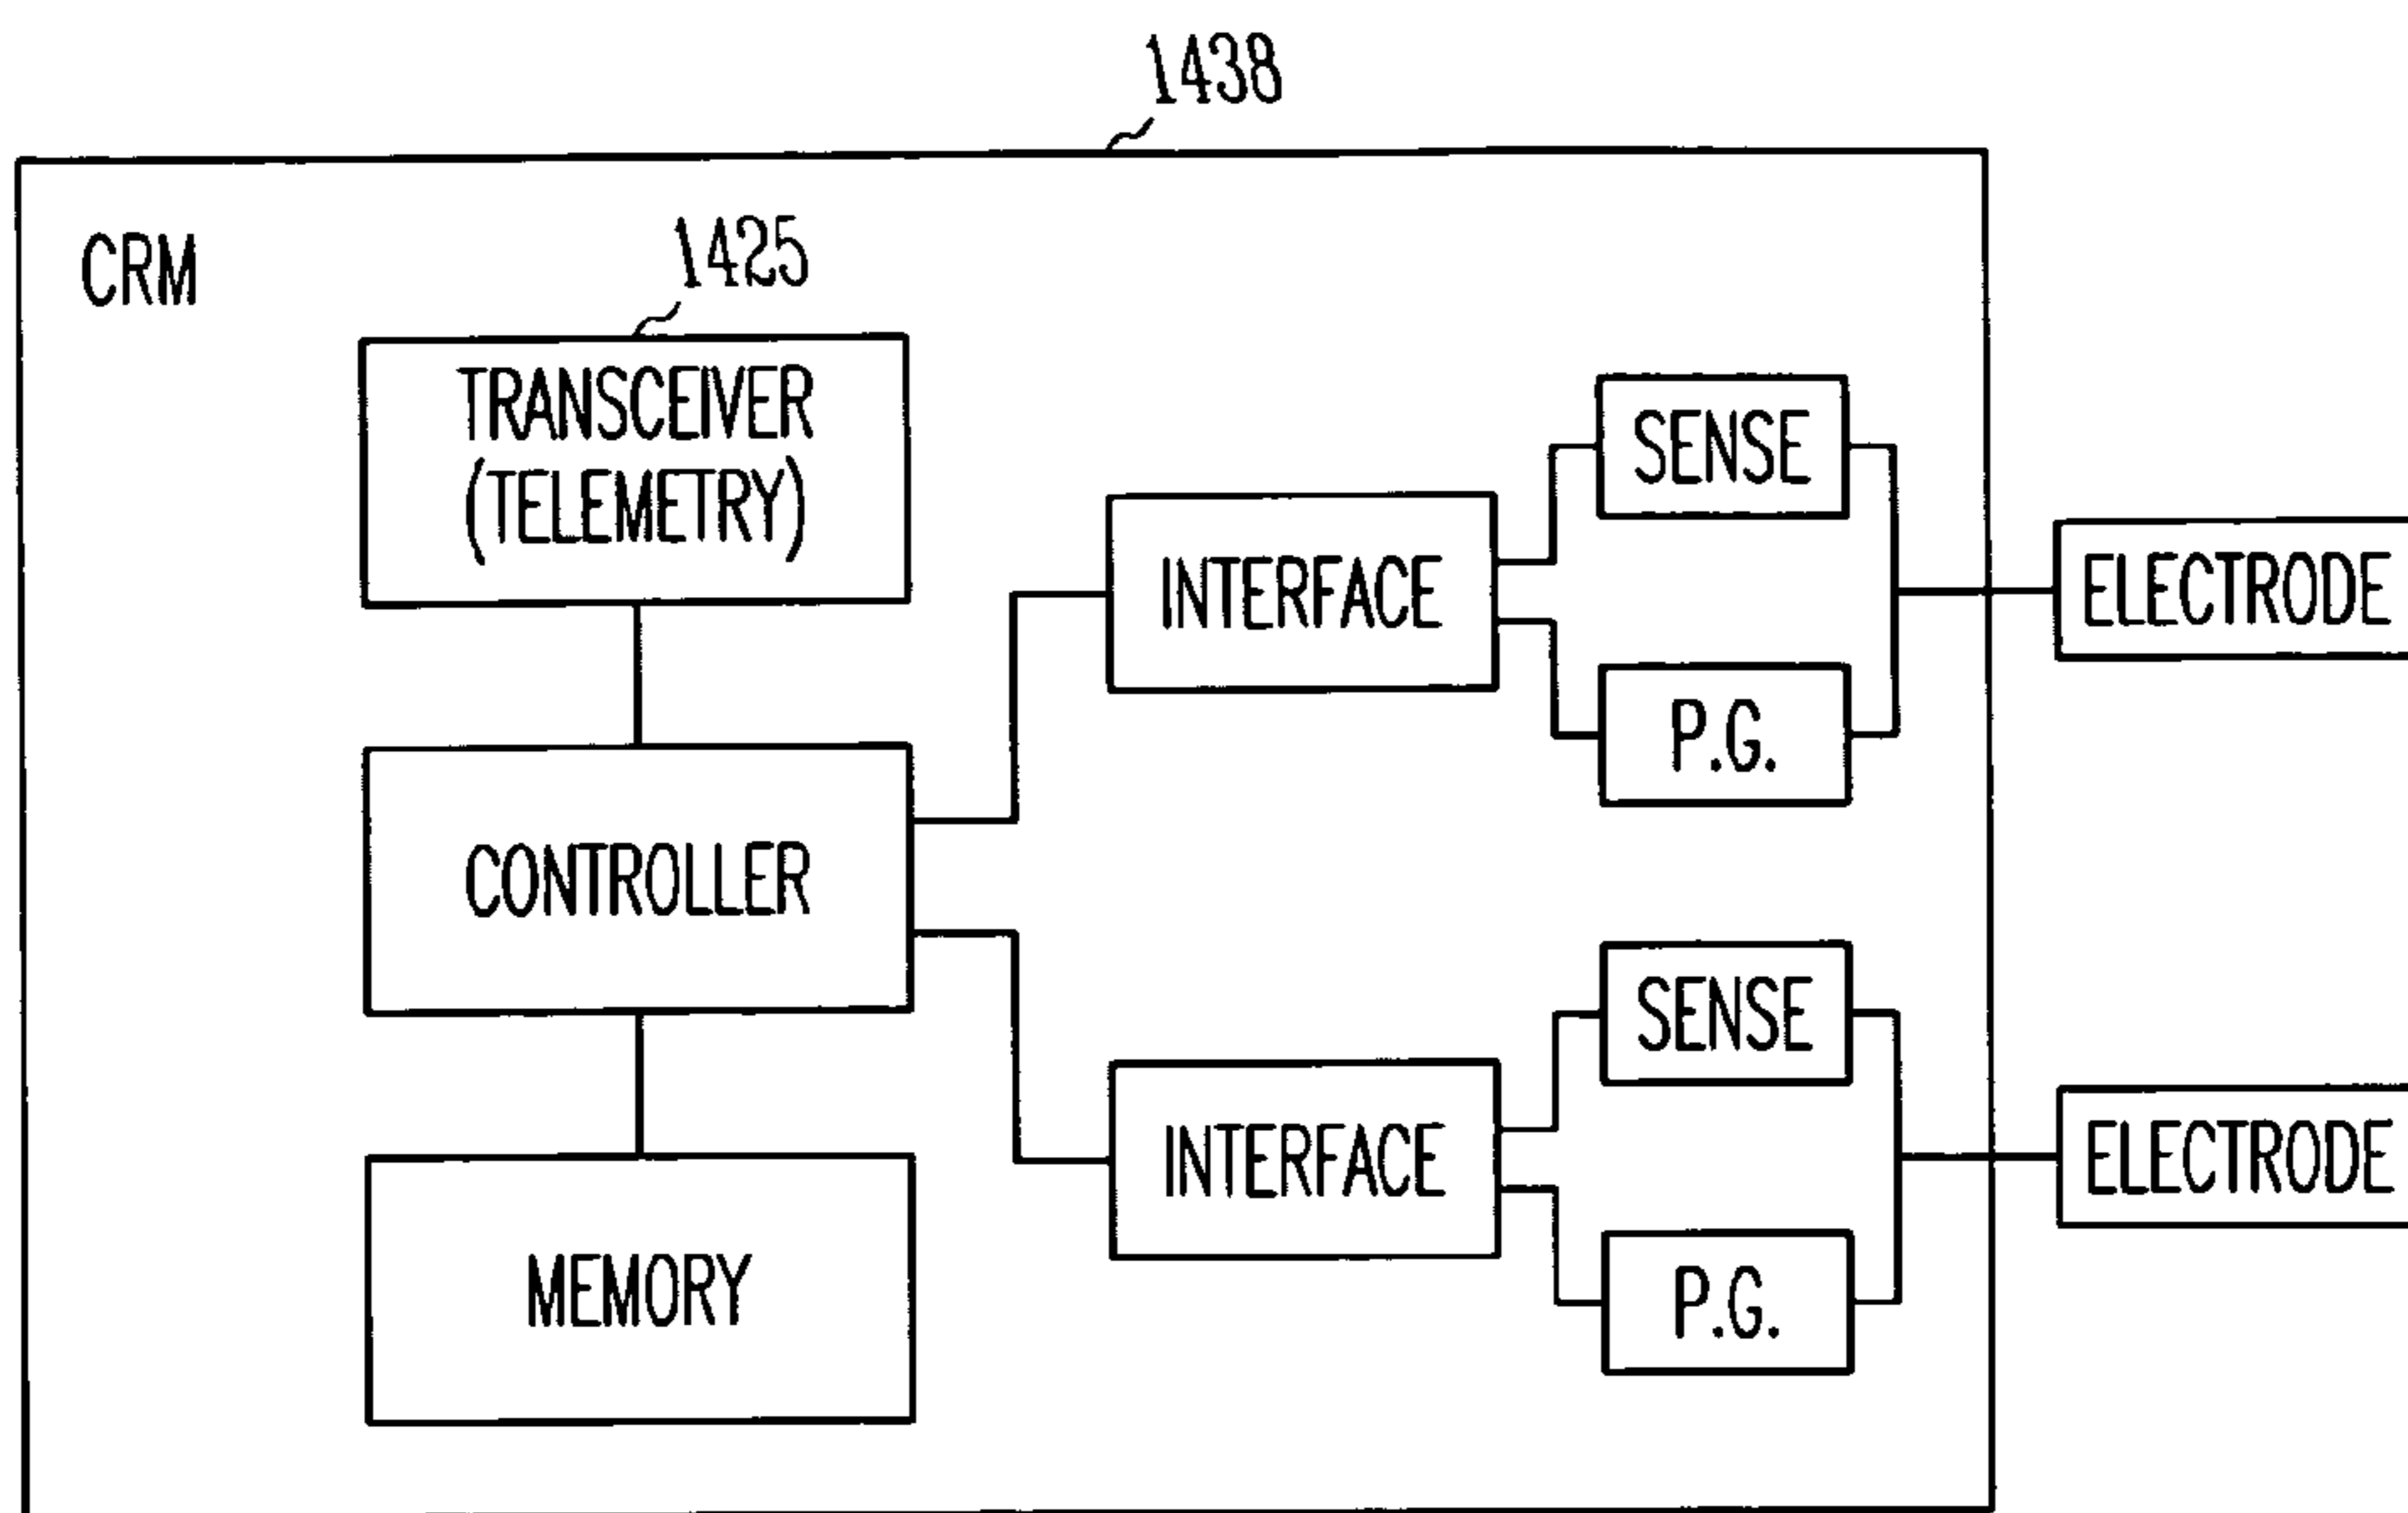 1438
CRM
1425
TRANSCEIVER
(TELEMETRY)
SENSE
INTERFACE
ELECTRODE
P.G.
CONTROLLER
SENSE
INTERFACE
ELECTRODE
P.G.
MEMORY